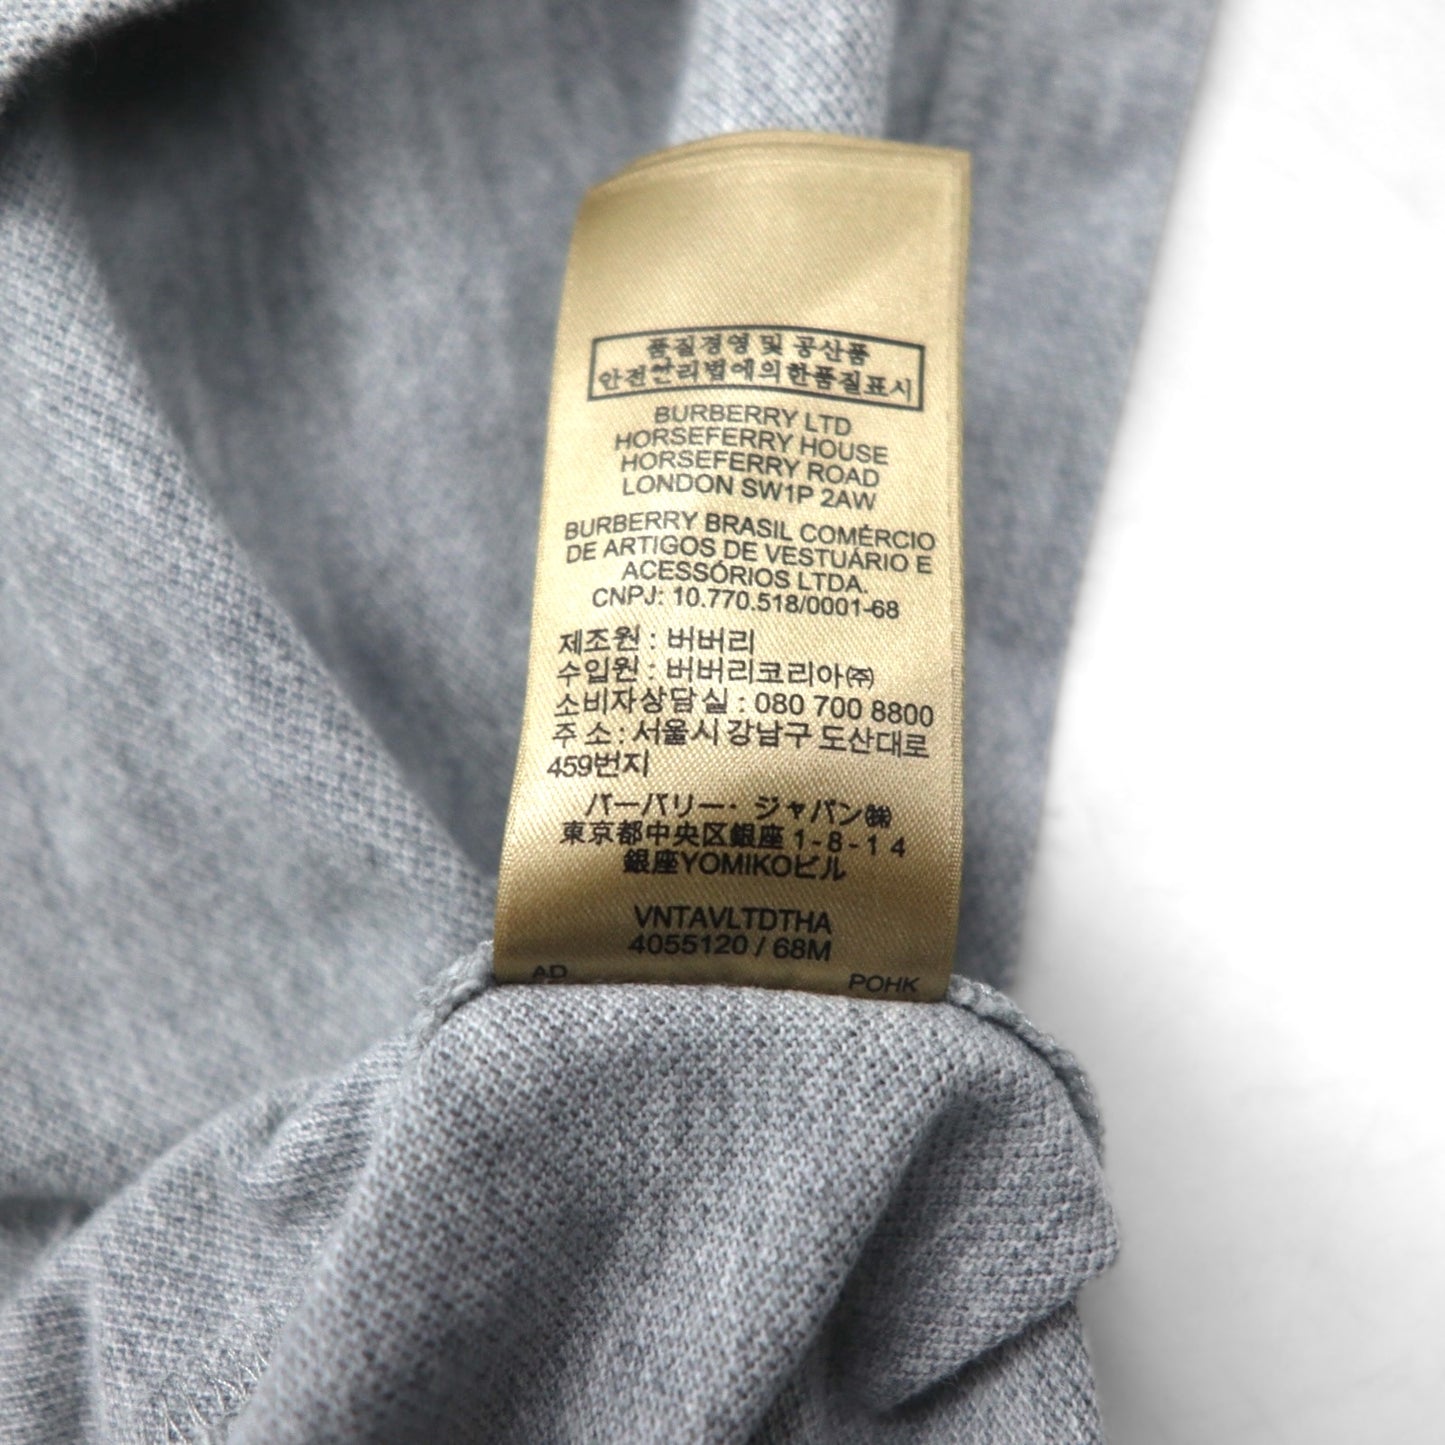 품질경영 및 공산품
안전관리법에의한품질표시
BURBERRY LTD
HORSEFERRY HOUSE
HORSEFERRY ROAD
LONDON SW1P 2AW
BURBERRY BRASIL COMÉRCIO
DE ARTIGOS DE VESTUÁRIO E
ACESSÓRIOS LTDA.
CNPJ: 10.770.518/0001-68
제조원 : 버버리
수입원 : 버버리코리아㈜
소비자상담실 : 080 700 8800
주 소 : 서울시 강남구 도산대로
459번지
バーバリー・ジャパン㈱
東京都中央区銀座 1-8-14
銀座YOMIKOビル
VNTAVLTDTHA
4055120 / 68M
AD POHK